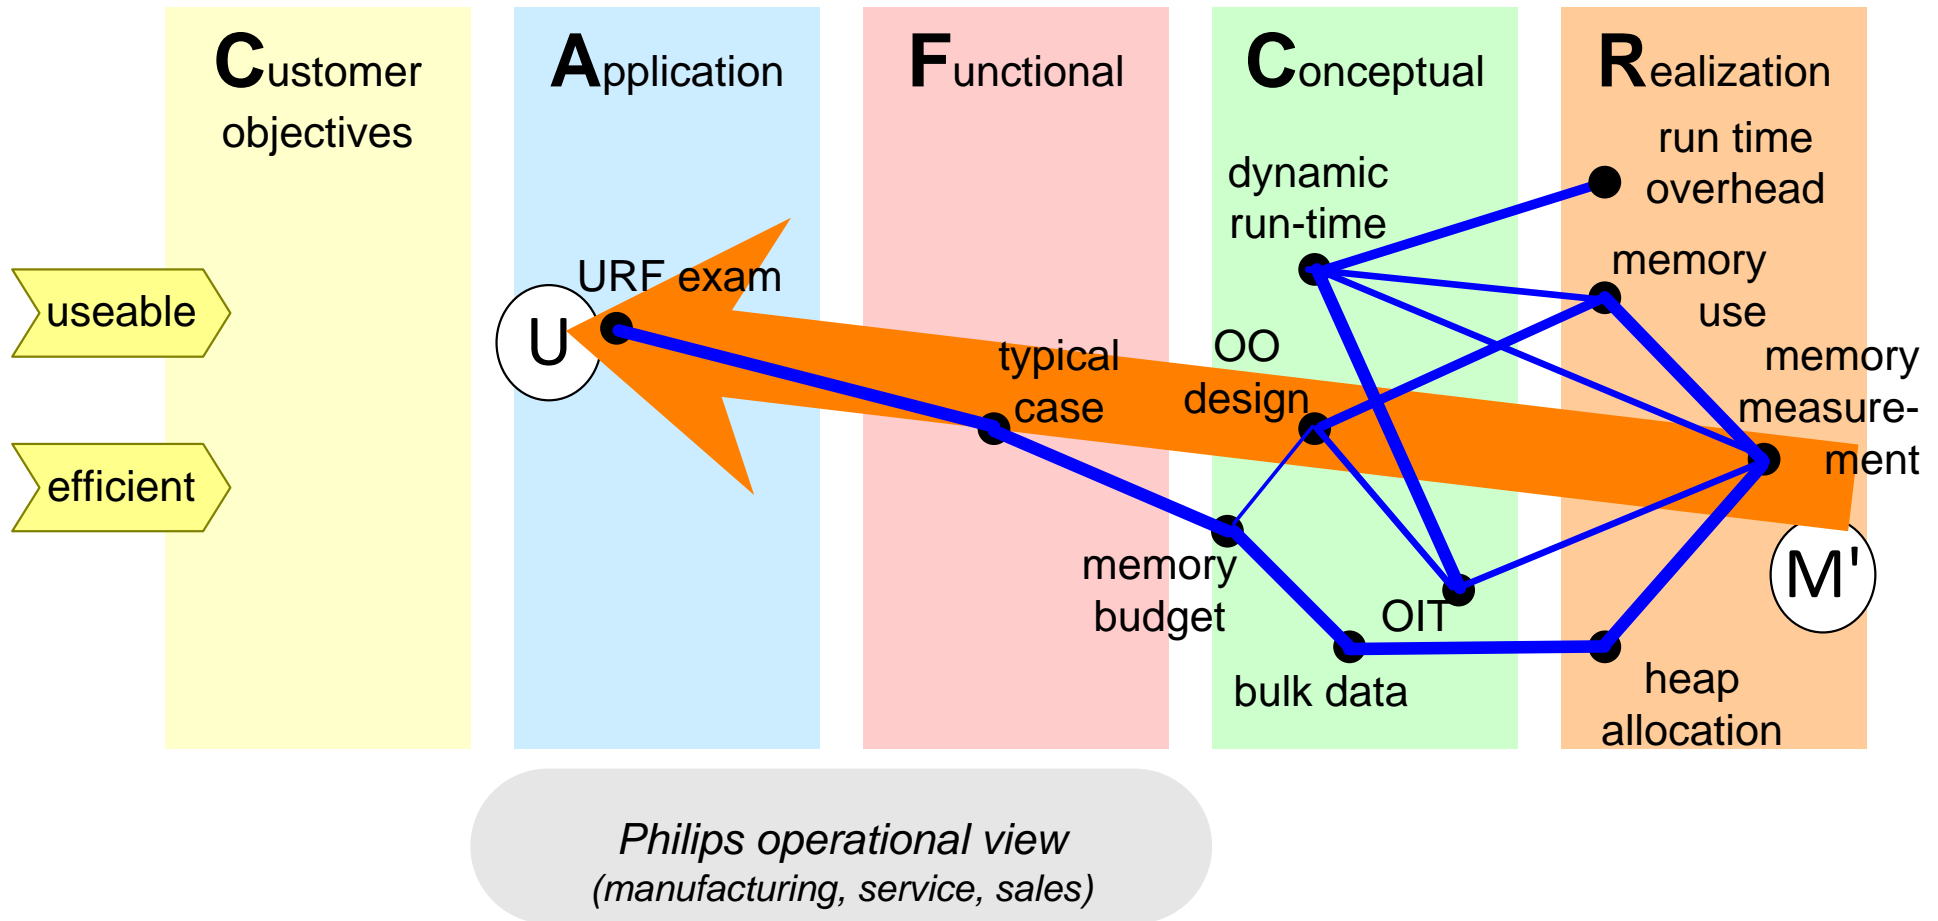 Customer
objectives
Application
Functional
Conceptual
Realization
run time
overhead
dynamic
run-time
URF exam
memory
use
useable
U
typical
case
OO
design
memory
measure-
ment
efficient
memory
budget
OIT
M'
bulk data
heap
allocation
Philips operational view
(manufacturing, service, sales)